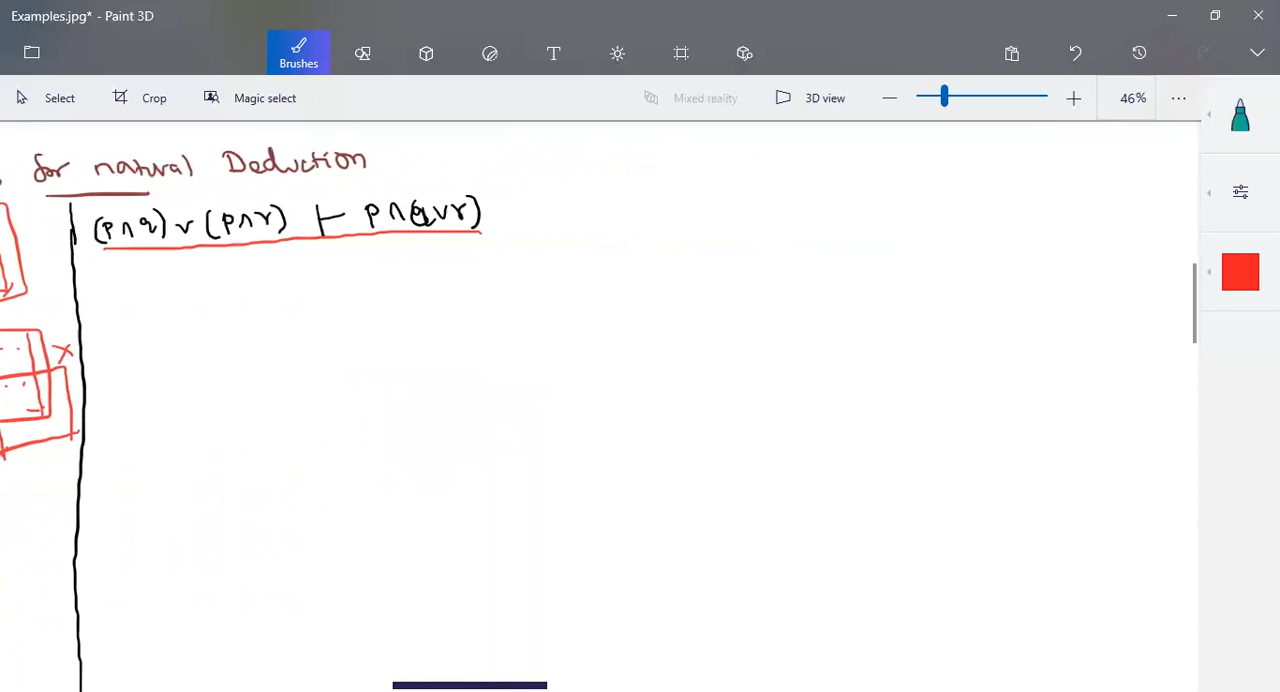 Examples.jpg* - Paint 3D
Brushes
Select
Crop
Magic select
Mixed reality
3D view
46%
for natural Deduction
(p∧q) ∨ (p∧r) ⊢ p∧(q∨r)
x